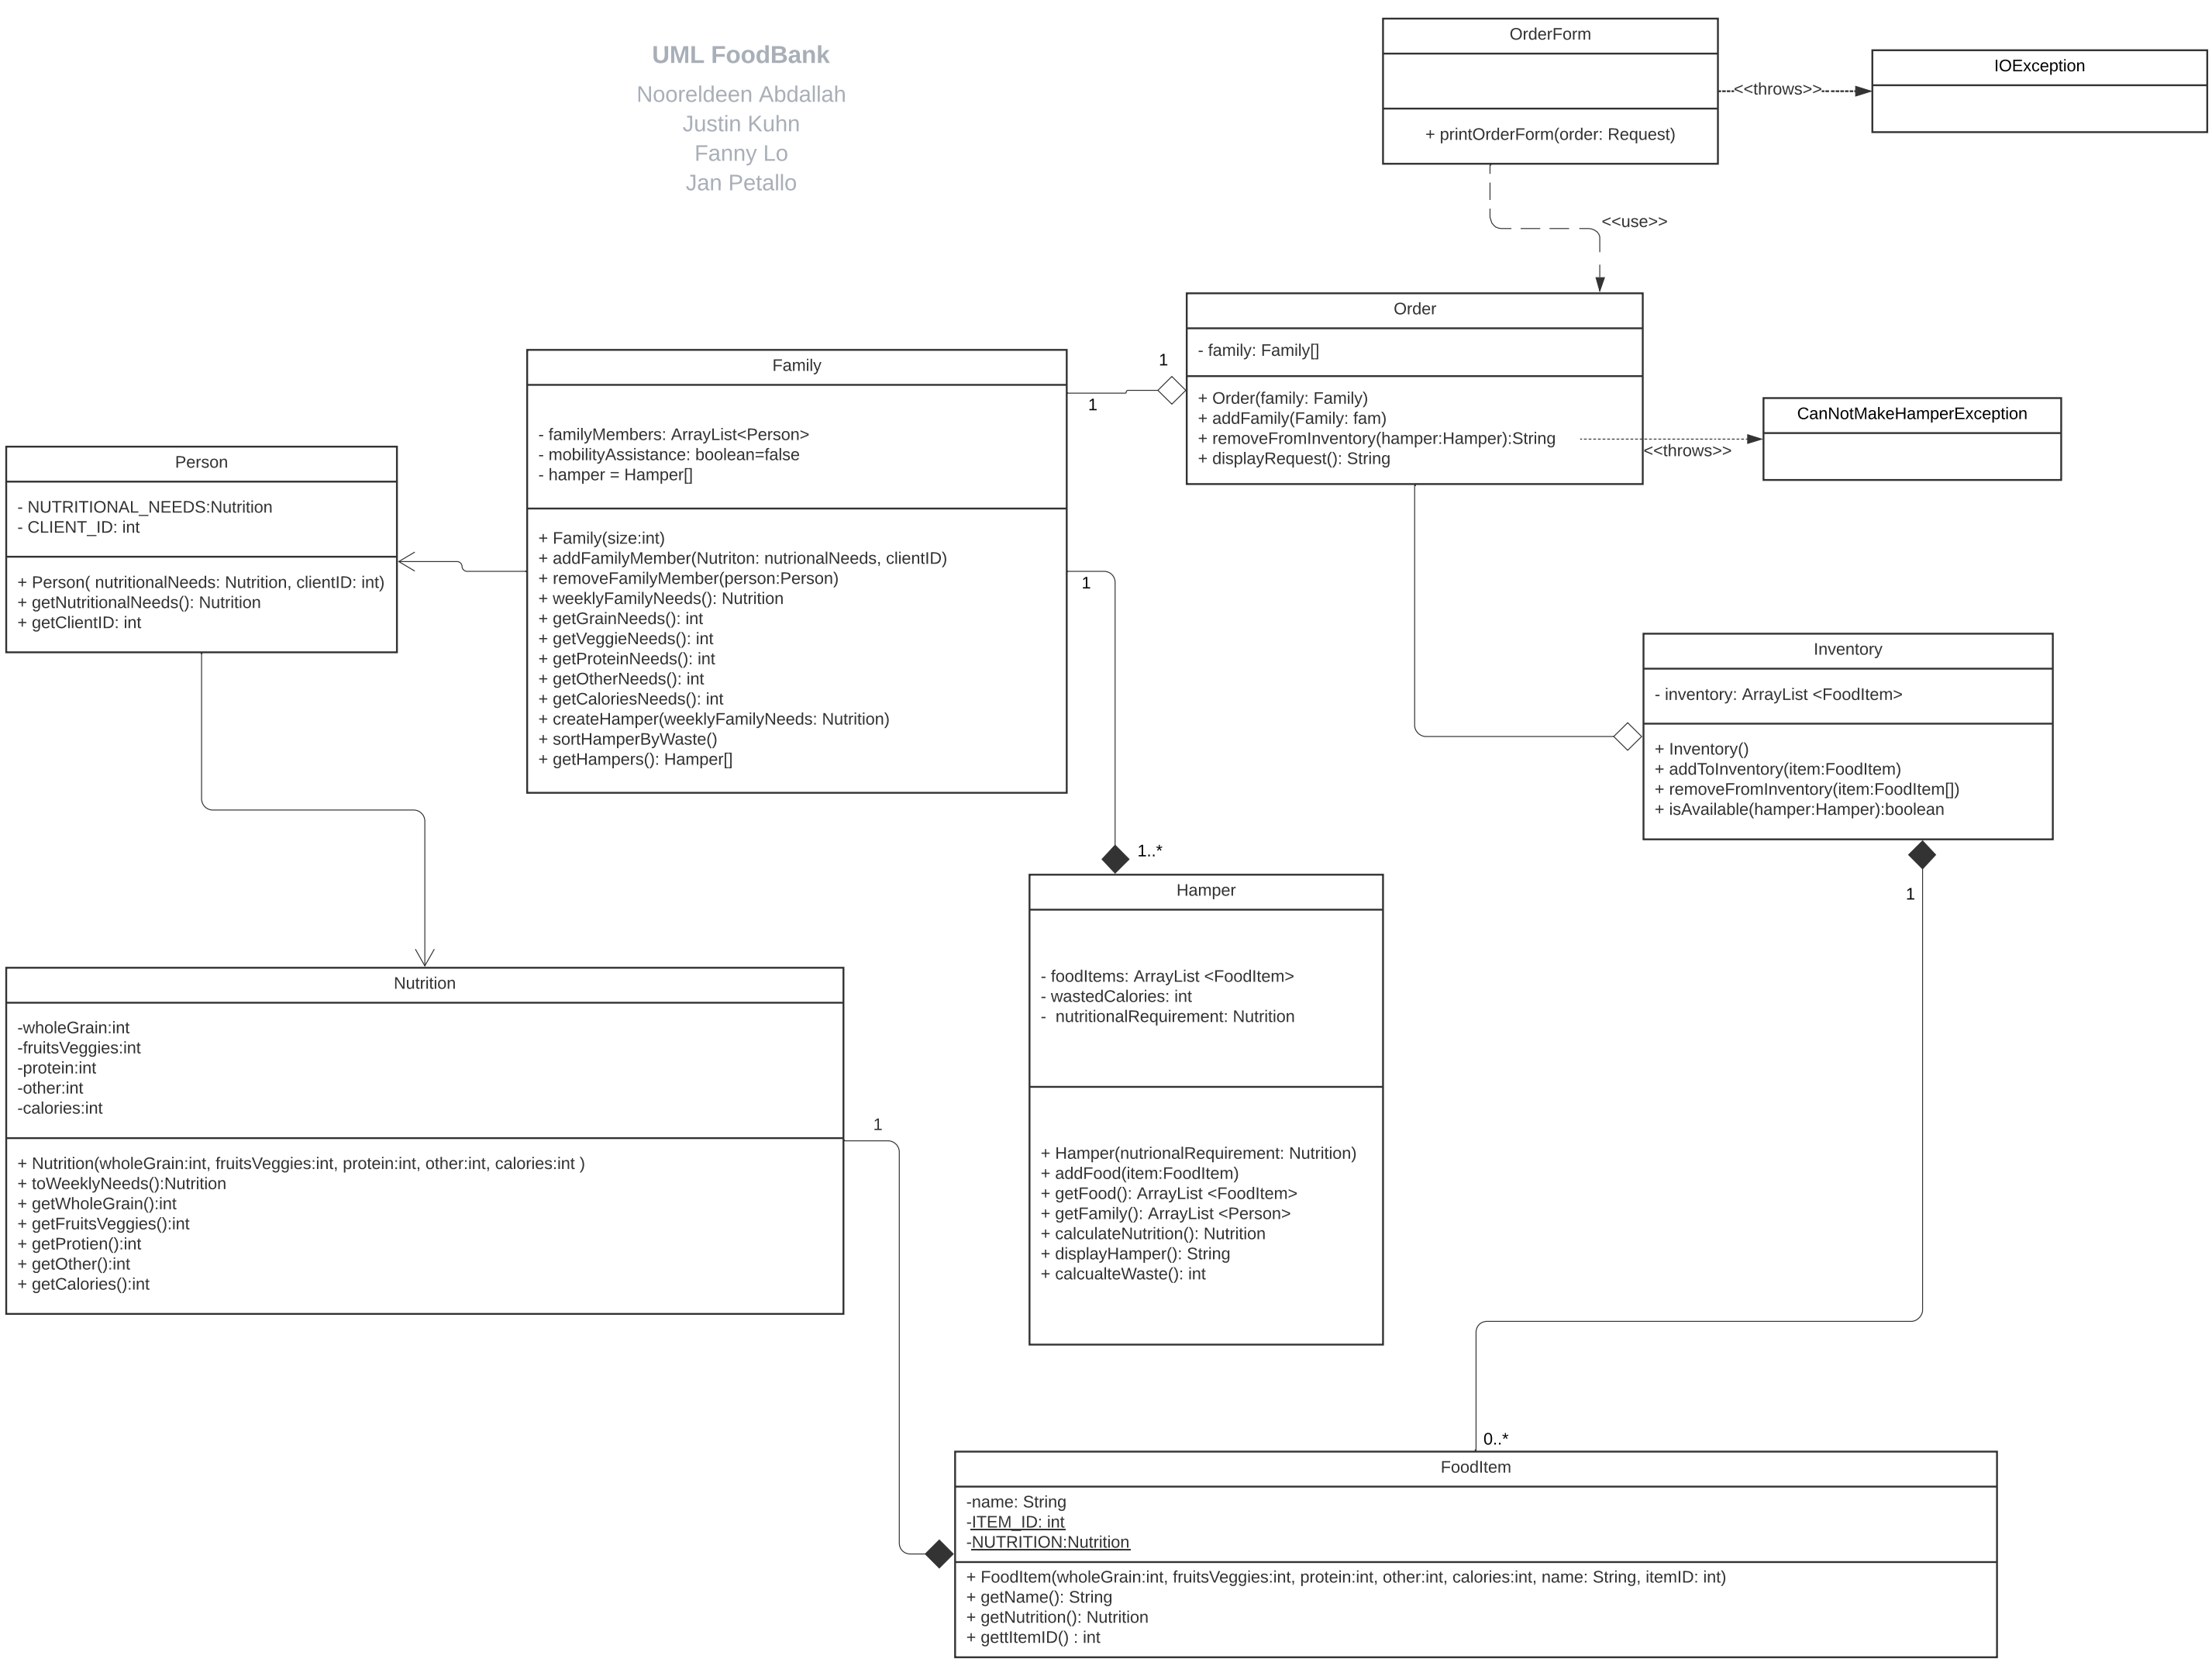 UML FoodBank
Nooreldeen Abdallah
Justin Kuhn
Fanny Lo
Jan Petallo
OrderForm
+ printOrderForm(order: Request)
<<throws>>
IOException
<<use>>
Order
- family: Family[]
+ Order(family: Family)
+ addFamily(Family: fam)
+ removeFromInventory(hamper:Hamper):String
+ displayRequest(): String
<<throws>>
CanNotMakeHamperException
1
1
Family
- familyMembers: ArrayList<Person>
- mobilityAssistance: boolean=false
- hamper = Hamper[]
+ Family(size:int)
+ addFamilyMember(Nutriton: nutrionalNeeds, clientID)
+ removeFamilyMember(person:Person)
+ weeklyFamilyNeeds(): Nutrition
+ getGrainNeeds(): int
+ getVeggieNeeds(): int
+ getProteinNeeds(): int
+ getOtherNeeds(): int
+ getCaloriesNeeds(): int
+ createHamper(weeklyFamilyNeeds: Nutrition)
+ sortHamperByWaste()
+ getHampers(): Hamper[]
1
1..*
Person
- NUTRITIONAL_NEEDS:Nutrition
- CLIENT_ID: int
+ Person( nutritionalNeeds: Nutrition, clientID: int)
+ getNutritionalNeeds(): Nutrition
+ getClientID: int
Inventory
- inventory: ArrayList <FoodItem>
+ Inventory()
+ addToInventory(item:FoodItem)
+ removeFromInventory(item:FoodItem[])
+ isAvailable(hamper:Hamper):boolean
1
0..*
Hamper
- foodItems: ArrayList <FoodItem>
- wastedCalories: int
-  nutritionalRequirement: Nutrition
+ Hamper(nutrionalRequirement: Nutrition)
+ addFood(item:FoodItem)
+ getFood(): ArrayList <FoodItem>
+ getFamily(): ArrayList <Person>
+ calculateNutrition(): Nutrition
+ displayHamper(): String
+ calcualteWaste(): int
Nutrition
-wholeGrain:int
-fruitsVeggies:int
-protein:int
-other:int
-calories:int
+ Nutrition(wholeGrain:int, fruitsVeggies:int, protein:int, other:int, calories:int )
+ toWeeklyNeeds():Nutrition
+ getWholeGrain():int
+ getFruitsVeggies():int
+ getProtien():int
+ getOther():int
+ getCalories():int
1
FoodItem
-name: String
-ITEM_ID: int
-NUTRITION:Nutrition
+ FoodItem(wholeGrain:int, fruitsVeggies:int, protein:int, other:int, calories:int, name: String, itemID: int)
+ getName(): String
+ getNutrition(): Nutrition
+ gettItemID() : int